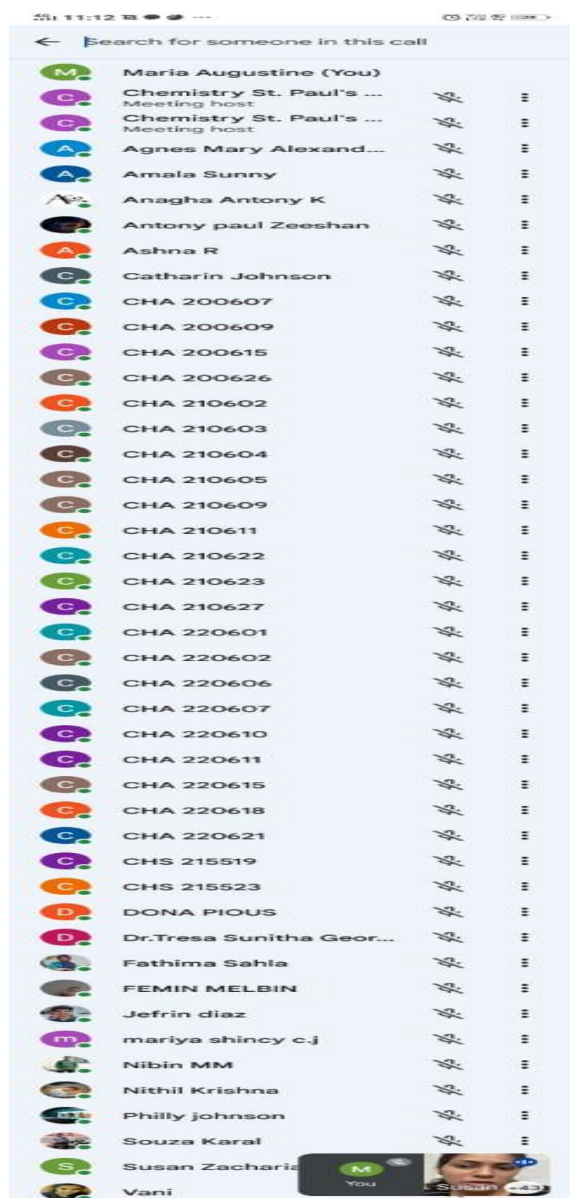 11:12
Search for someone in this call
Maria Augustine (You)
Chemistry St. Paul's ...
Meeting host
Chemistry St. Paul's ...
Meeting host
Agnes Mary Alexand...
Amala Sunny
Anagha Antony K
Antony paul Zeeshan
Ashna R
Catharin Johnson
CHA 200607
CHA 200609
CHA 200615
CHA 200626
CHA 210602
CHA 210603
CHA 210604
CHA 210605
CHA 210609
CHA 210611
CHA 210622
CHA 210623
CHA 210627
CHA 220601
CHA 220602
CHA 220606
CHA 220607
CHA 220610
CHA 220611
CHA 220615
CHA 220618
CHA 220621
CHS 215519
CHS 215523
DONA PIOUS
Dr.Tresa Sunitha Geor...
Fathima Sahla
FEMIN MELBIN
Jefrin diaz
mariya shincy c.j
Nibin MM
Nithil Krishna
Philly johnson
Souza Karal
Susan Zacharia
Vani
You
Susan